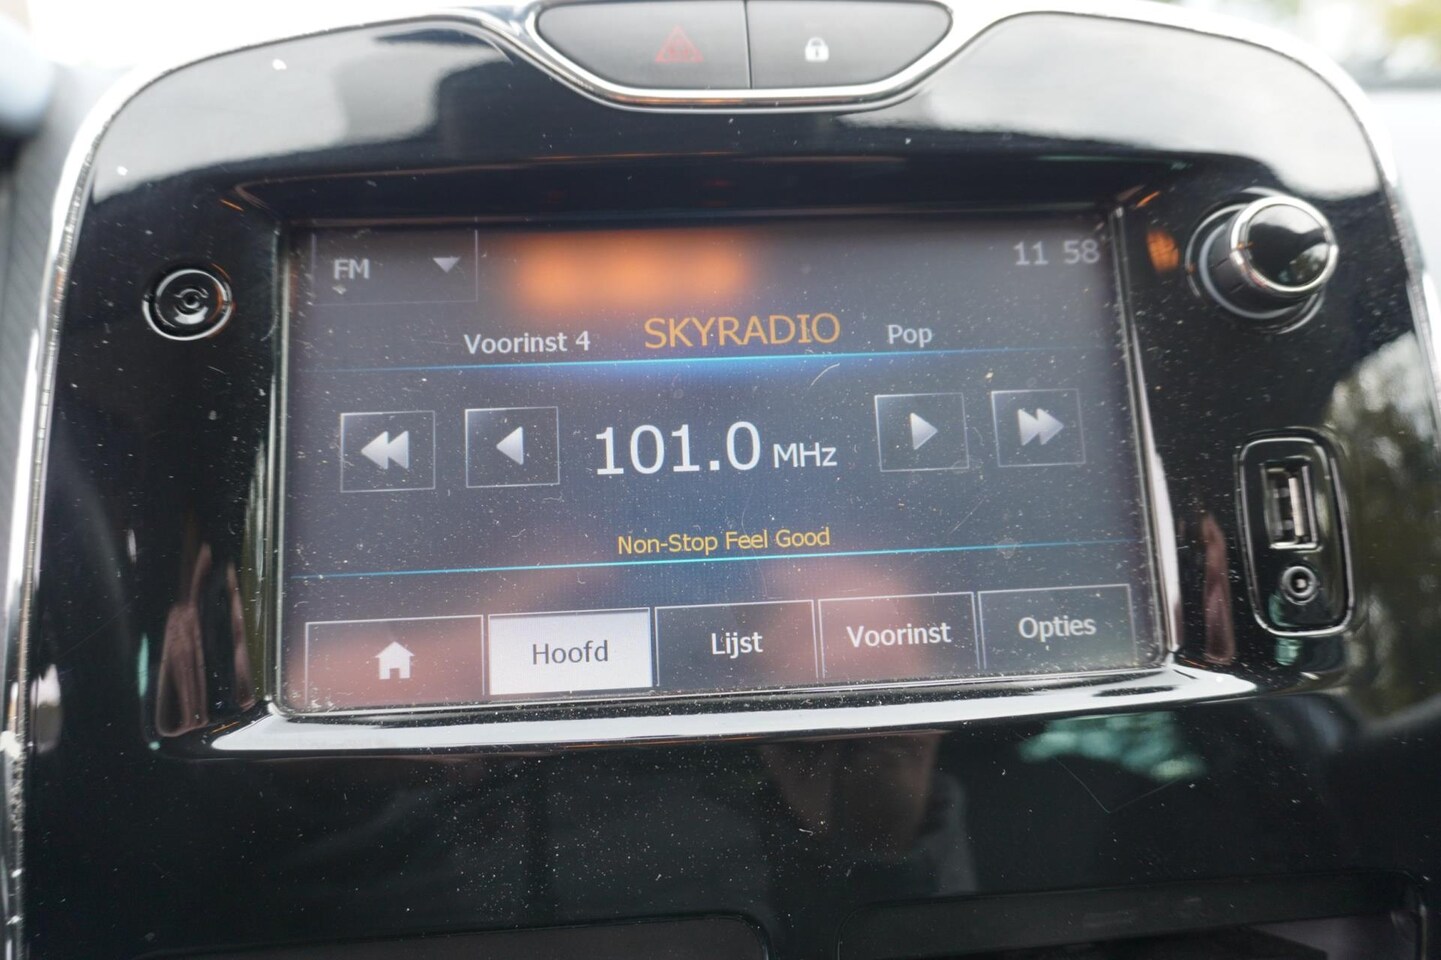 FM
11 58
Voorinst 4 SKYRADIO Pop
101.0 MHz
Non-Stop Feel Good
Hoofd Lijst Voorinst Opties